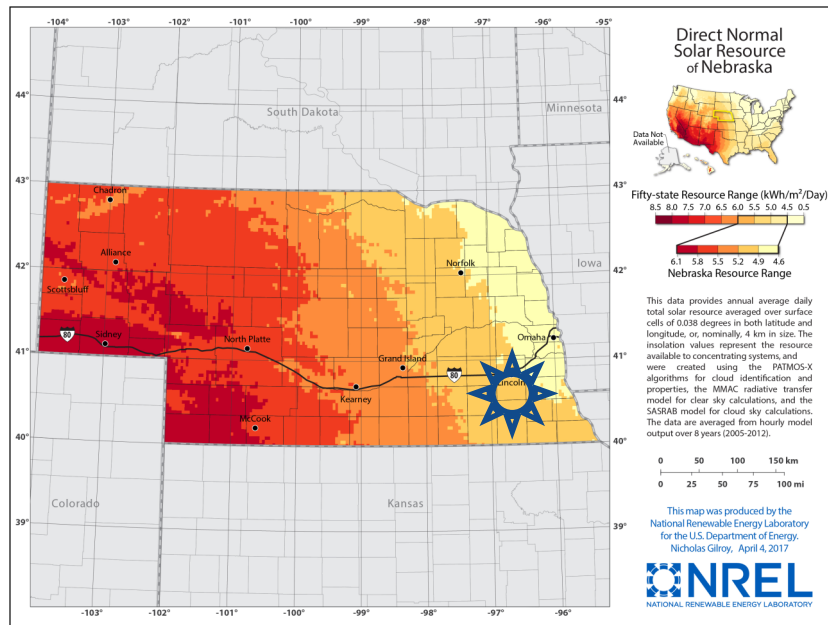 -104° -103° -102° -101° -100° -99° -98° -97° -96° -95°
Direct Normal
Solar Resource
of Nebraska
44° 44°
South Dakota
Minnesota
Data Not
Available
43° 43°
Chadron
Fifty-state Resource Range (kWh/m²/Day)
8.5 8.0 7.5 7.0 6.5 6.0 5.5 5.0 4.5 0.5
6.1 5.8 5.5 5.2 4.9 4.6
Nebraska Resource Range
Alliance
Norfolk
Iowa
42° 42°
Scottsbluff
This data provides annual average daily
total solar resource averaged over surface
cells of 0.038 degrees in both latitude and
longitude, or, nominally, 4 km in size. The
insolation values represent the resource
available to concentrating systems, and
were created using the PATMOS-X
algorithms for cloud identification and
properties, the MMAC radiative transfer
model for clear sky calculations, and the
SASRAB model for cloud sky calculations.
The data are averaged from hourly model
output over 8 years (2005-2012).
80
Sidney
North Platte
Omaha
41° 41°
Grand Island
80
Lincoln
Kearney
McCook
40° 40°
0 50 100 150 km
0 25 50 75 100 mi
Colorado
Kansas
39° 39°
This map was produced by the
National Renewable Energy Laboratory
for the U.S. Department of Energy.
Nicholas Gilroy, April 4, 2017
NREL
NATIONAL RENEWABLE ENERGY LABORATORY
-103° -102° -101° -100° -99° -98° -97° -96°